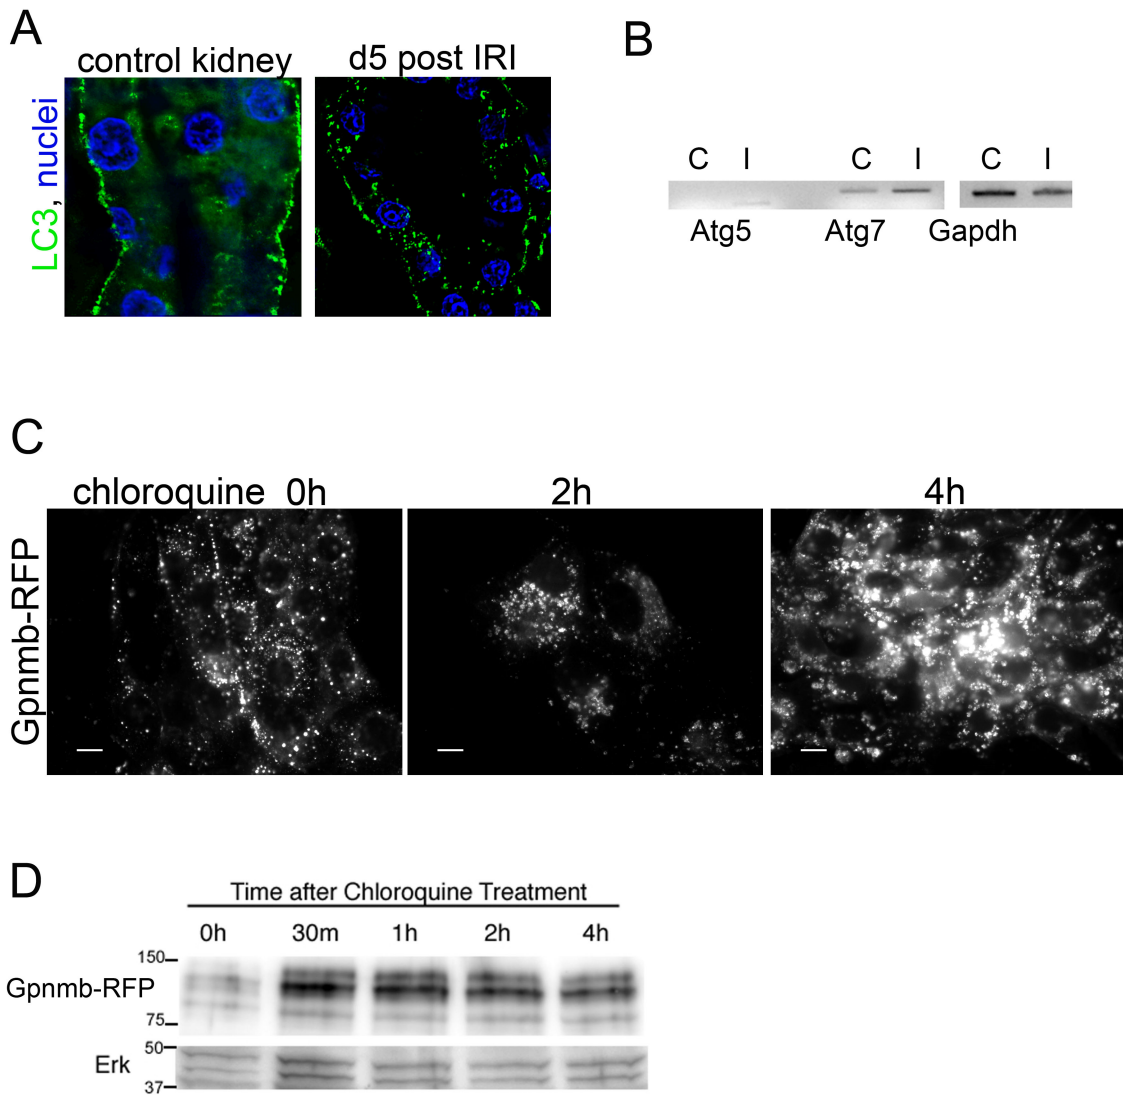 A
control kidney
d5 post IRI
LC3, nuclei
B
C I C I C I
Atg5 Atg7 Gapdh
C
chloroquine 0h 2h 4h
Gpnmb-RFP
D
Time after Chloroquine Treatment
0h 30m 1h 2h 4h
150
Gpnmb-RFP
75
50
Erk
37